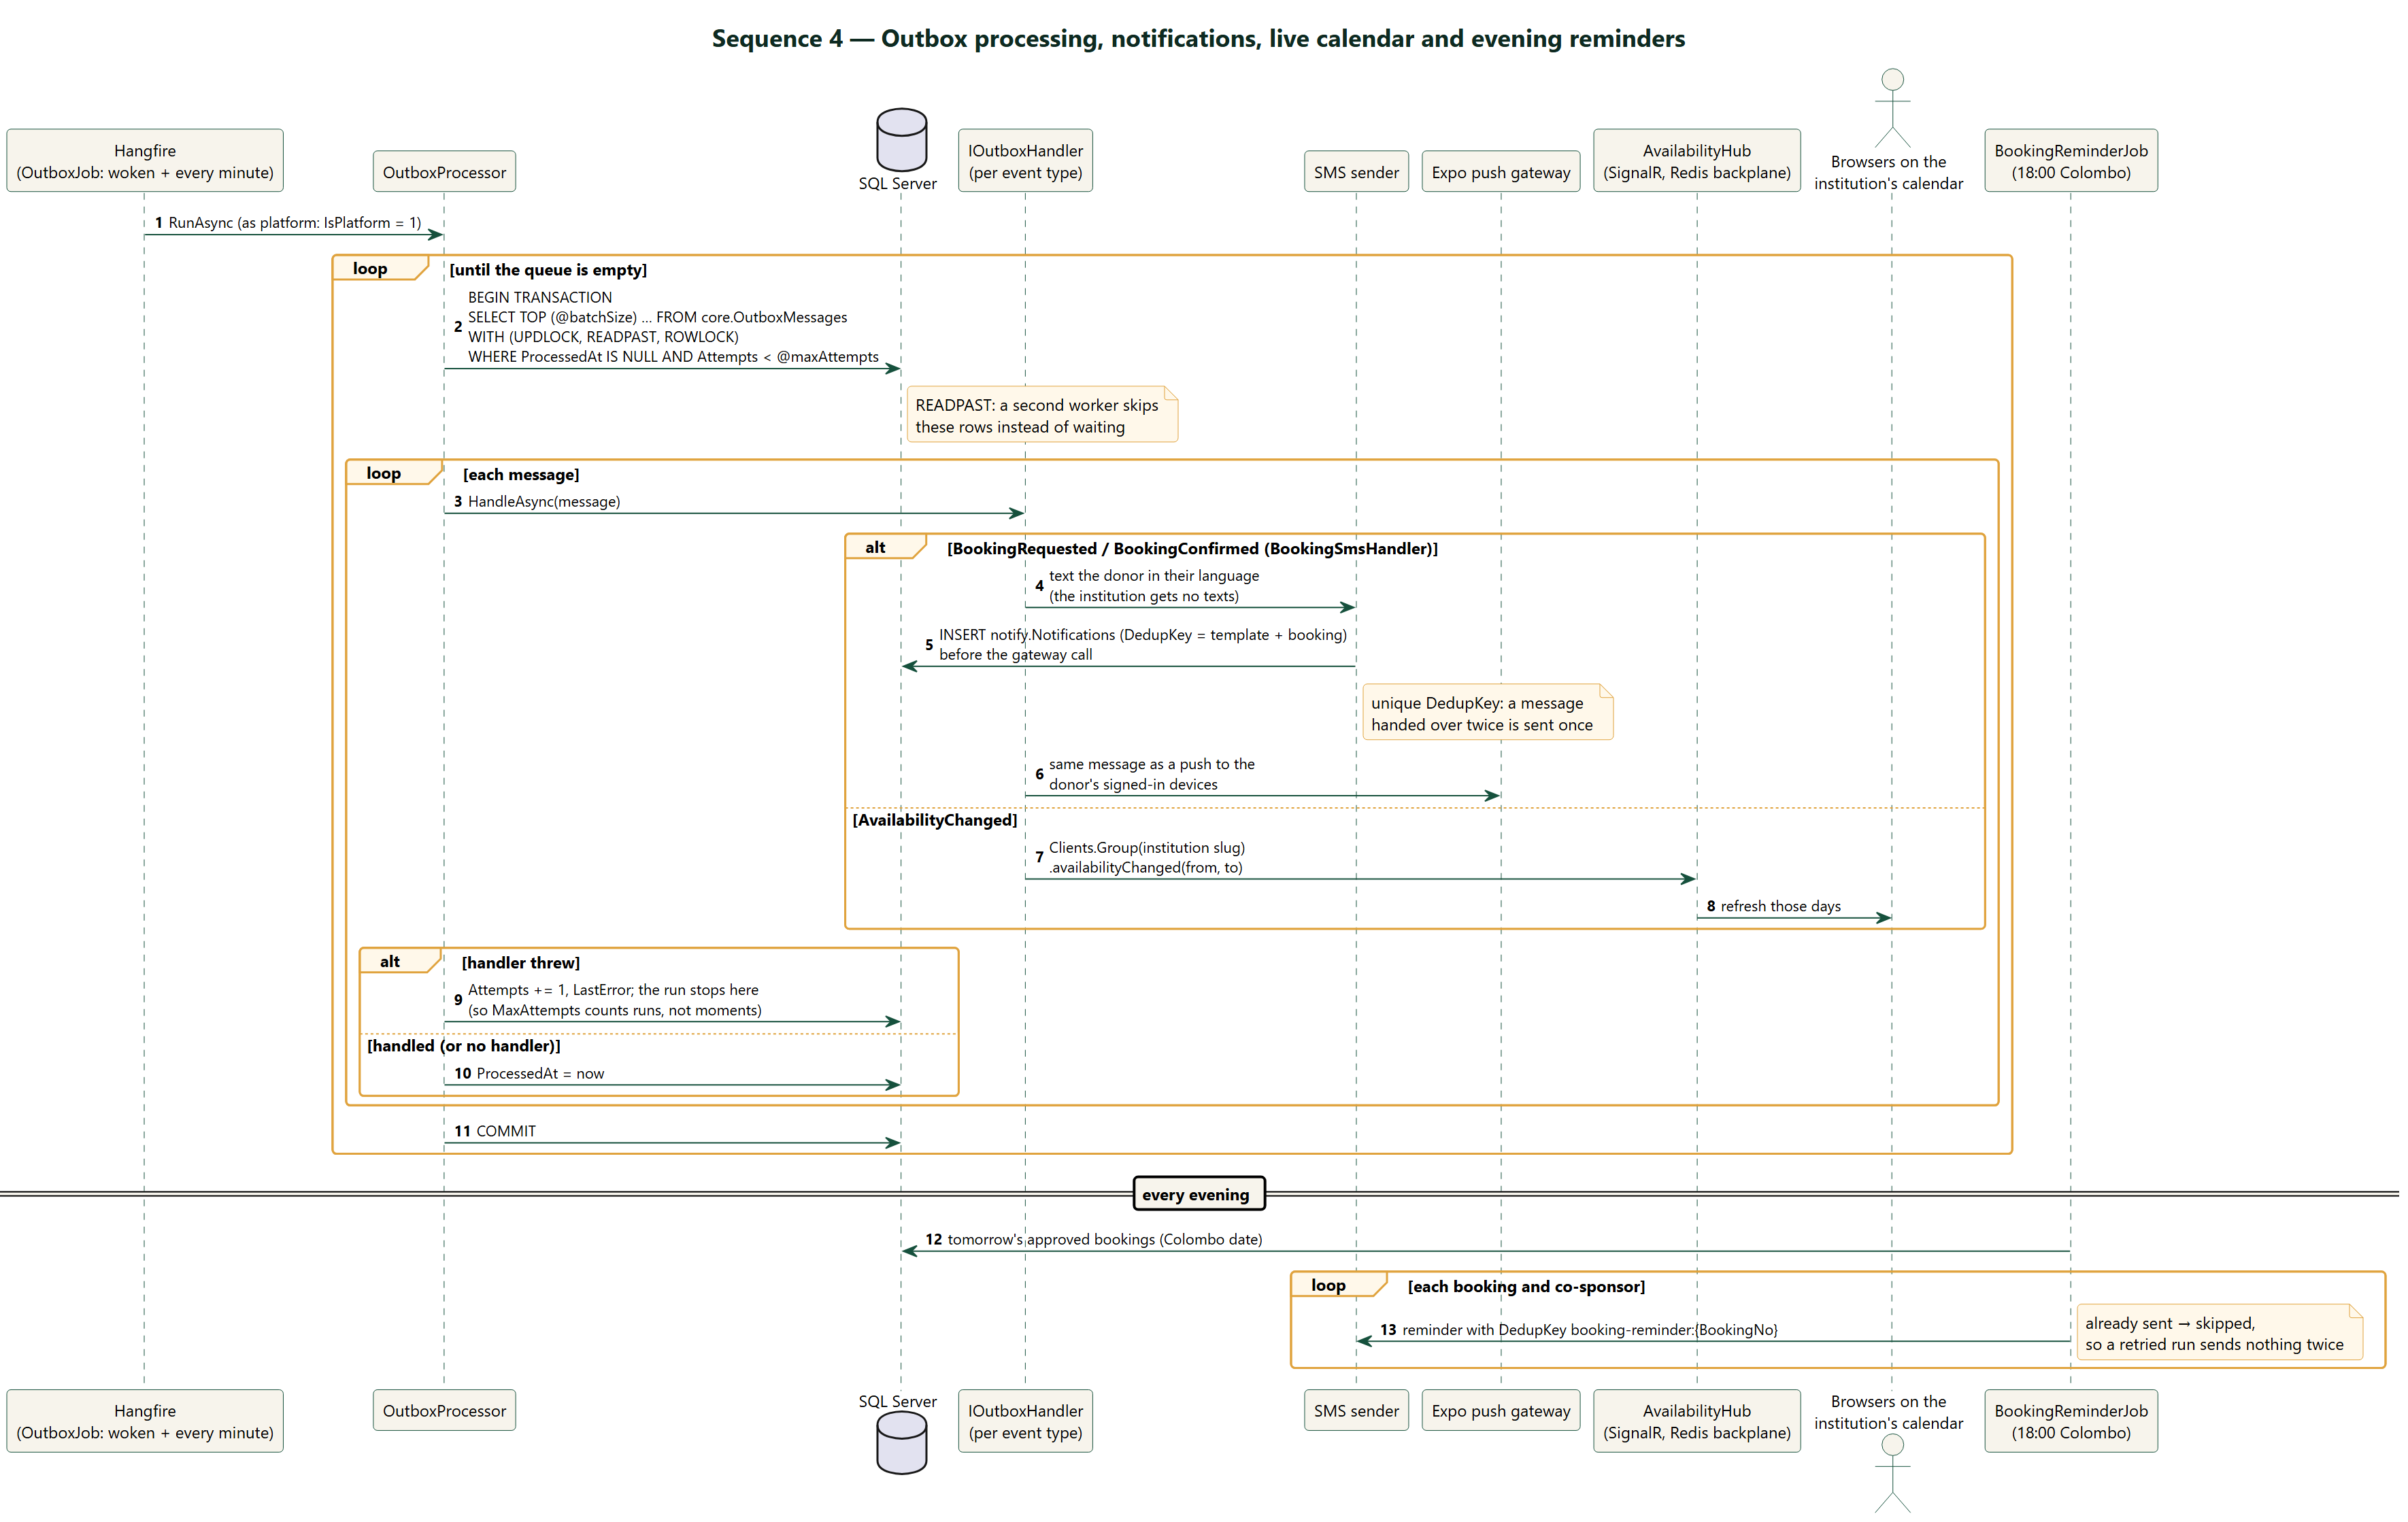 Sequence 4 — Outbox processing, notifications, live calendar and evening reminders
Hangfire
(OutboxJob: woken + every minute)
OutboxProcessor
SQL Server
IOutboxHandler
(per event type)
SMS sender
Expo push gateway
AvailabilityHub
(SignalR, Redis backplane)
Browsers on the
institution's calendar
BookingReminderJob
(18:00 Colombo)
1 RunAsync (as platform: IsPlatform = 1)
loop [until the queue is empty]
BEGIN TRANSACTION
2 SELECT TOP (@batchSize) ... FROM core.OutboxMessages
WITH (UPDLOCK, READPAST, ROWLOCK)
WHERE ProcessedAt IS NULL AND Attempts < @maxAttempts
READPAST: a second worker skips
these rows instead of waiting
loop [each message]
3 HandleAsync(message)
alt [BookingRequested / BookingConfirmed (BookingSmsHandler)]
4 text the donor in their language
(the institution gets no texts)
5 INSERT notify.Notifications (DedupKey = template + booking)
before the gateway call
unique DedupKey: a message
handed over twice is sent once
6 same message as a push to the
donor's signed-in devices
[AvailabilityChanged]
7 Clients.Group(institution slug)
.availabilityChanged(from, to)
8 refresh those days
alt [handler threw]
9 Attempts += 1, LastError; the run stops here
(so MaxAttempts counts runs, not moments)
[handled (or no handler)]
10 ProcessedAt = now
11 COMMIT
every evening
12 tomorrow's approved bookings (Colombo date)
loop [each booking and co-sponsor]
13 reminder with DedupKey booking-reminder:{BookingNo}
already sent → skipped,
so a retried run sends nothing twice
Hangfire
(OutboxJob: woken + every minute)
OutboxProcessor
SQL Server
IOutboxHandler
(per event type)
SMS sender
Expo push gateway
AvailabilityHub
(SignalR, Redis backplane)
Browsers on the
institution's calendar
BookingReminderJob
(18:00 Colombo)